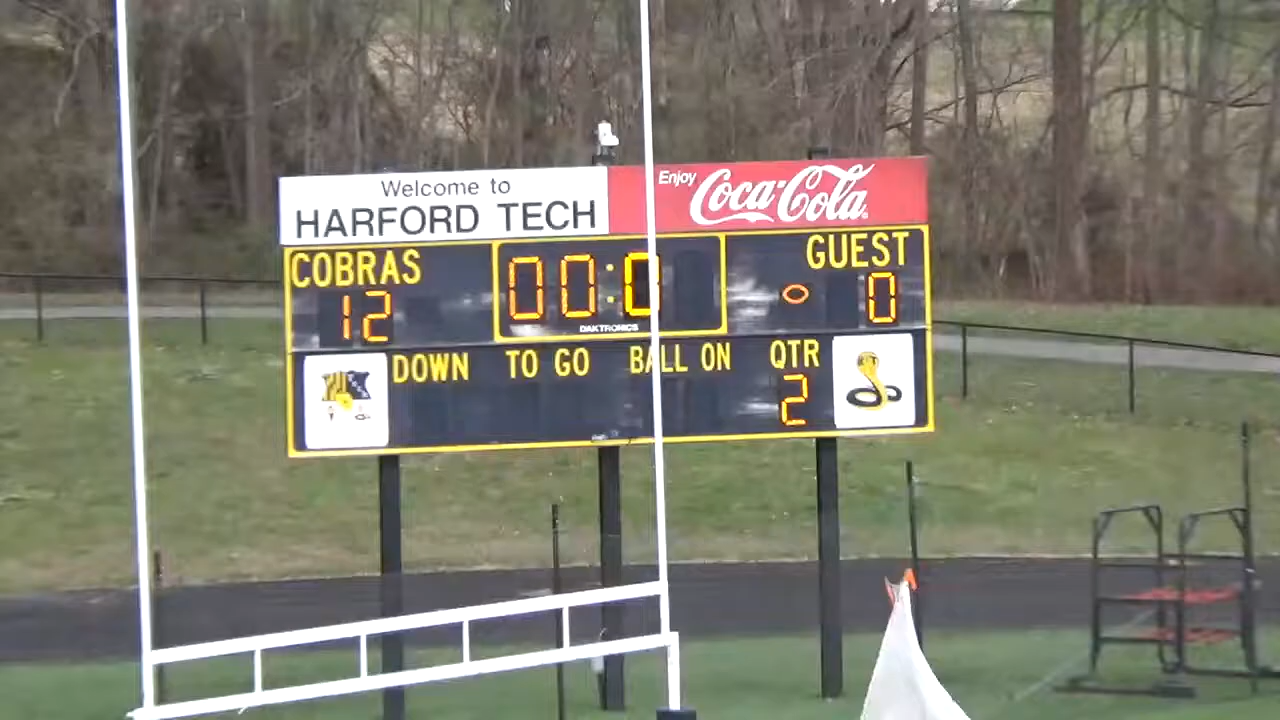 Welcome to
HARFORD TECH
Enjoy
Coca-Cola
COBRAS
GUEST
12
00:0
0
DAKTRONICS
DOWN
TO GO
BALL ON
QTR
2